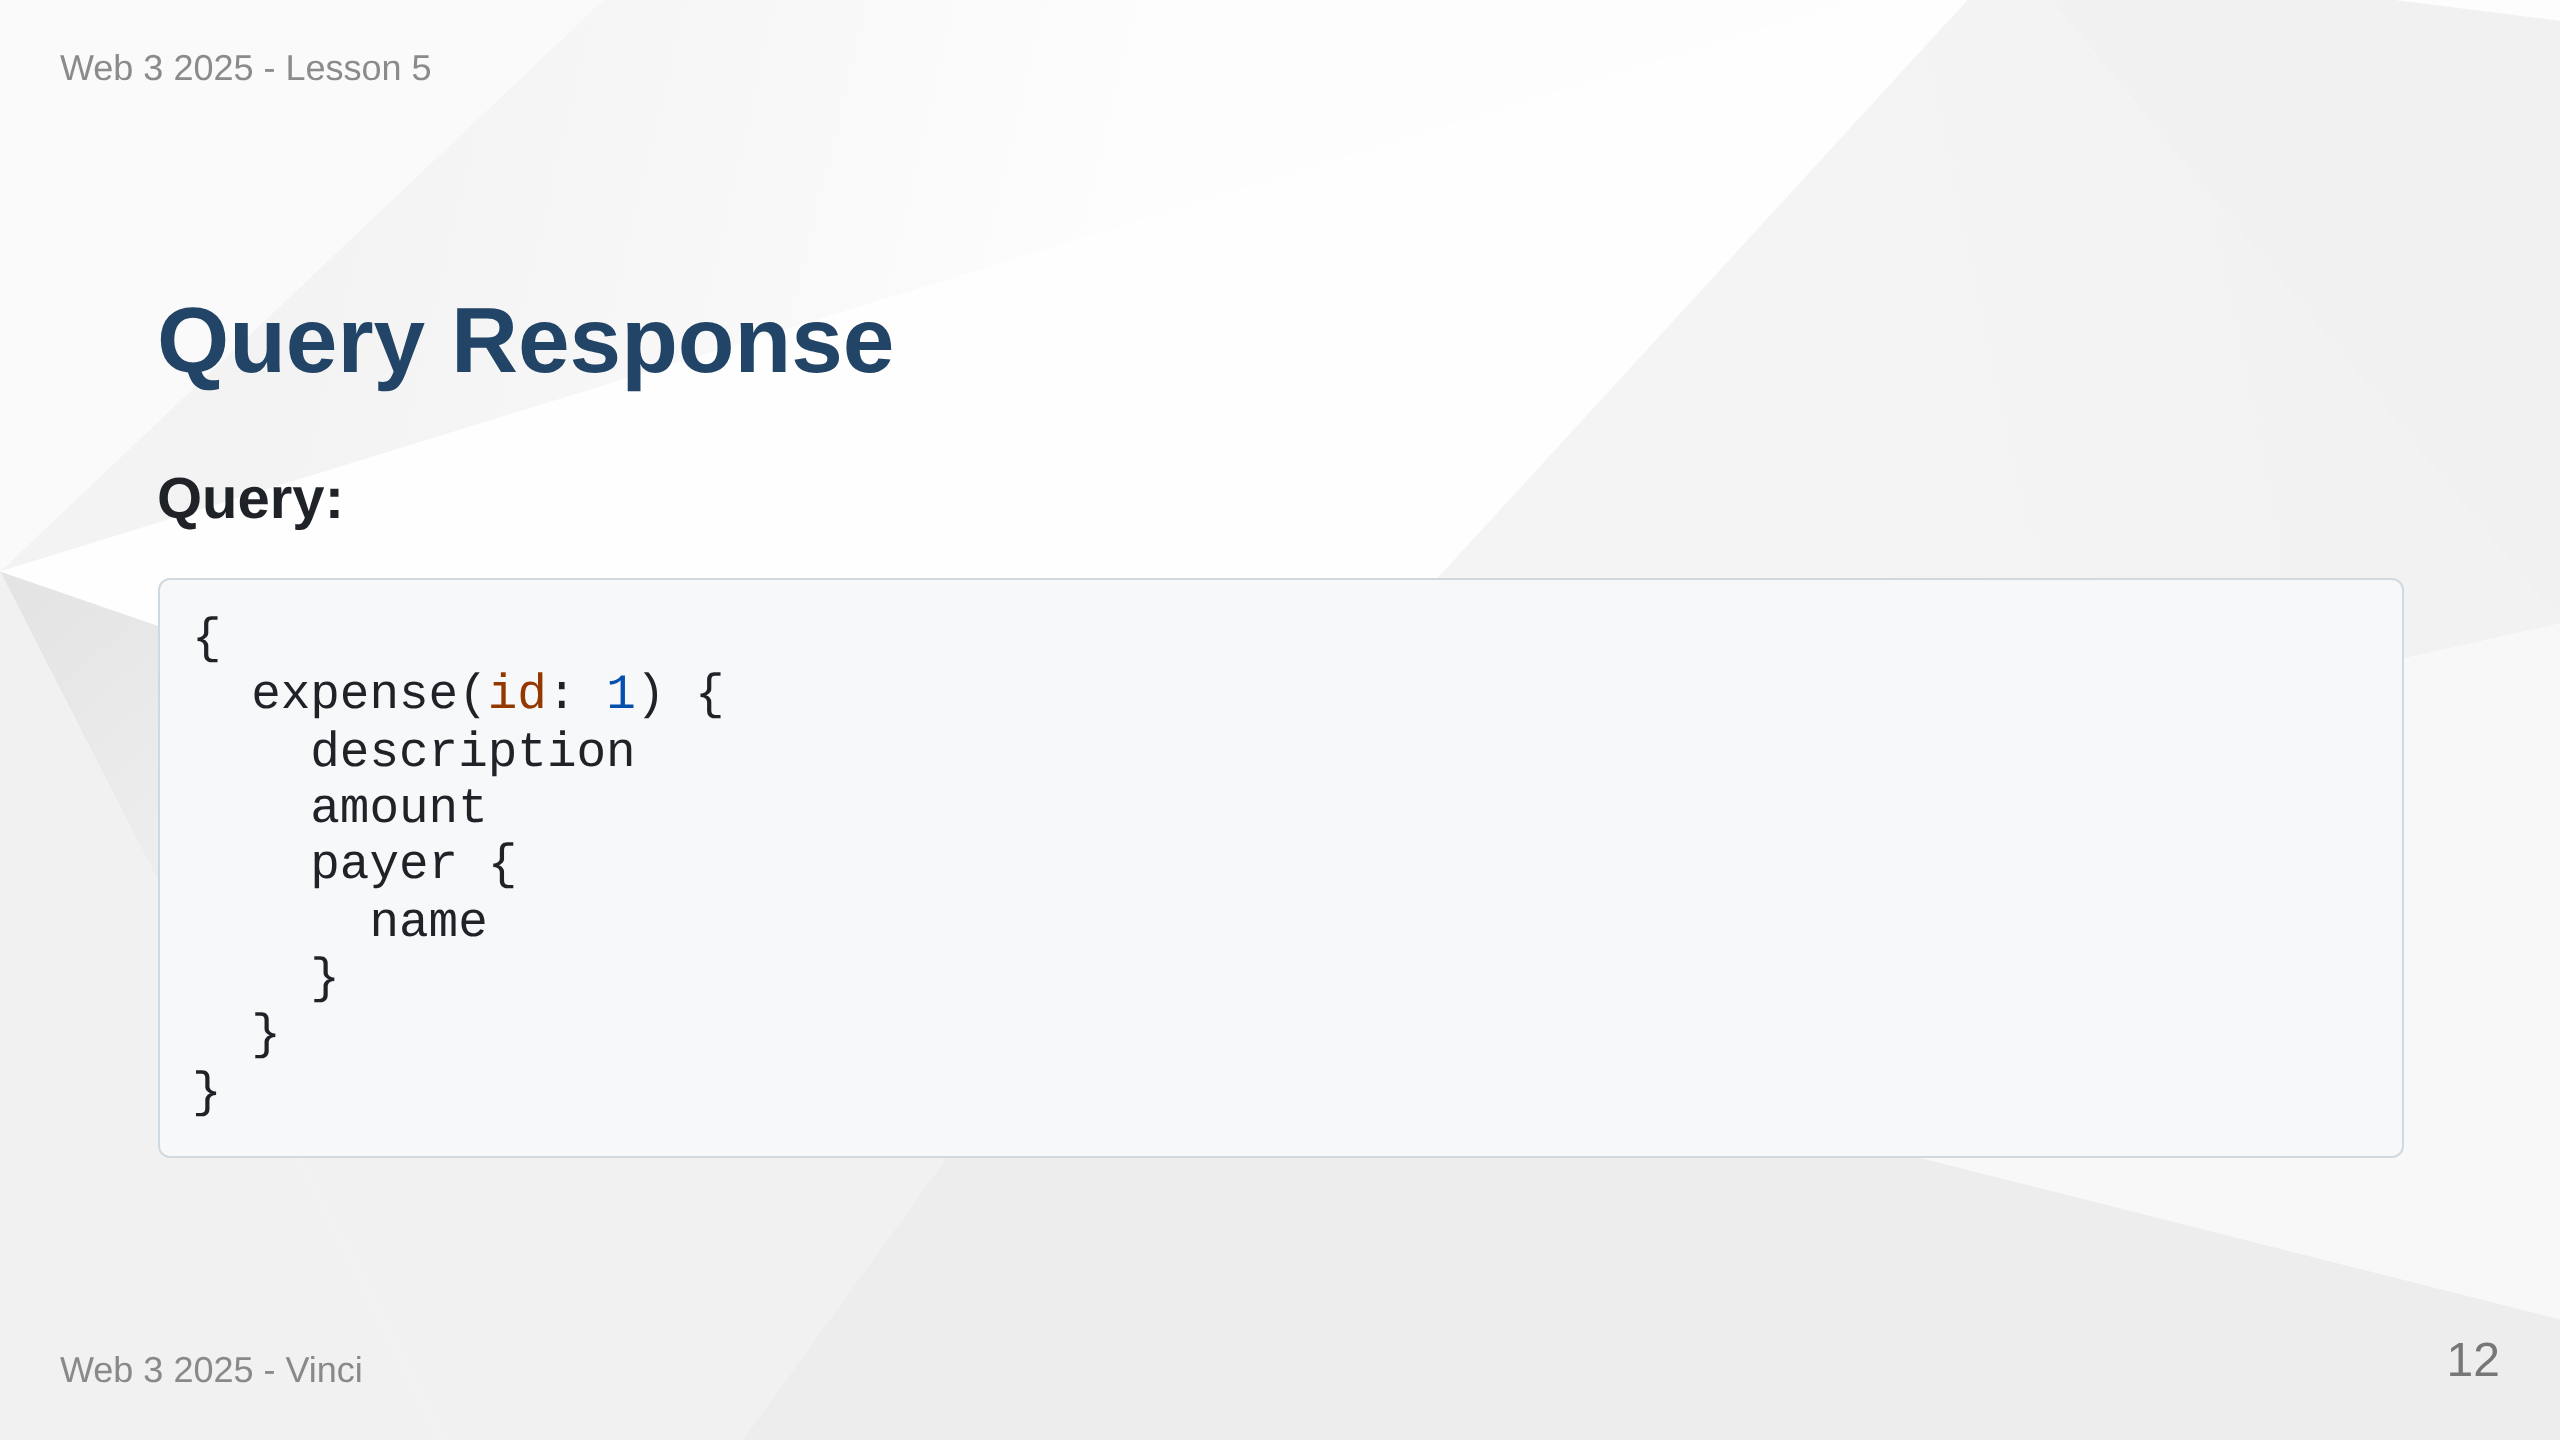 Web 3 2025 - Lesson 5
Query Response
Query:
{
  expense(id: 1) {
    description
    amount
    payer {
      name
    }
  }
}
Web 3 2025 - Vinci
12